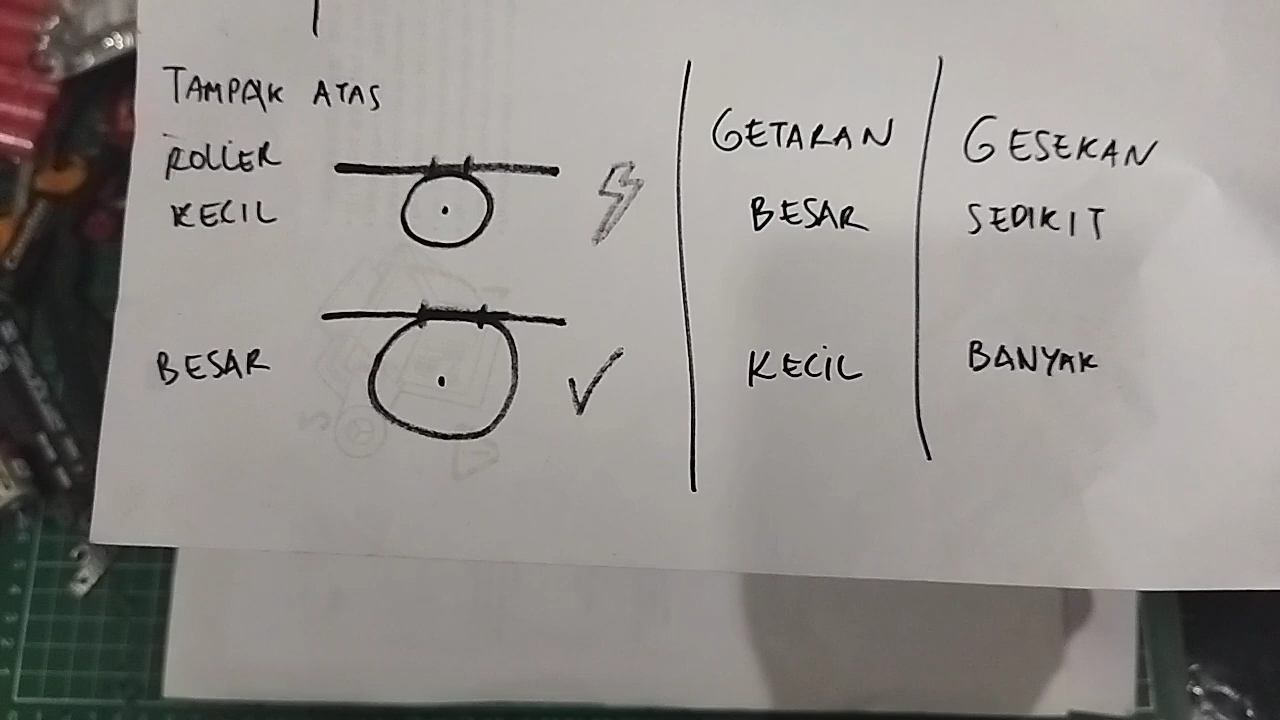 TAMPAK ATAS
ROLLER
KECIL
BESAR
GETARAN
BESAR
KECIL
GESEKAN
SEDIKIT
BANYAK